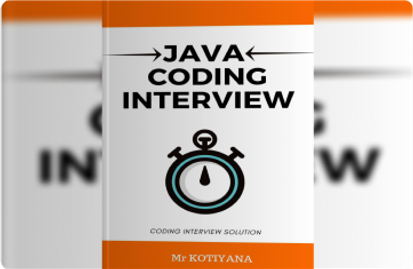 JAVA
CODING
INTERVIEW
CODING INTERVIEW SOLUTION
Mr KOTIYANA